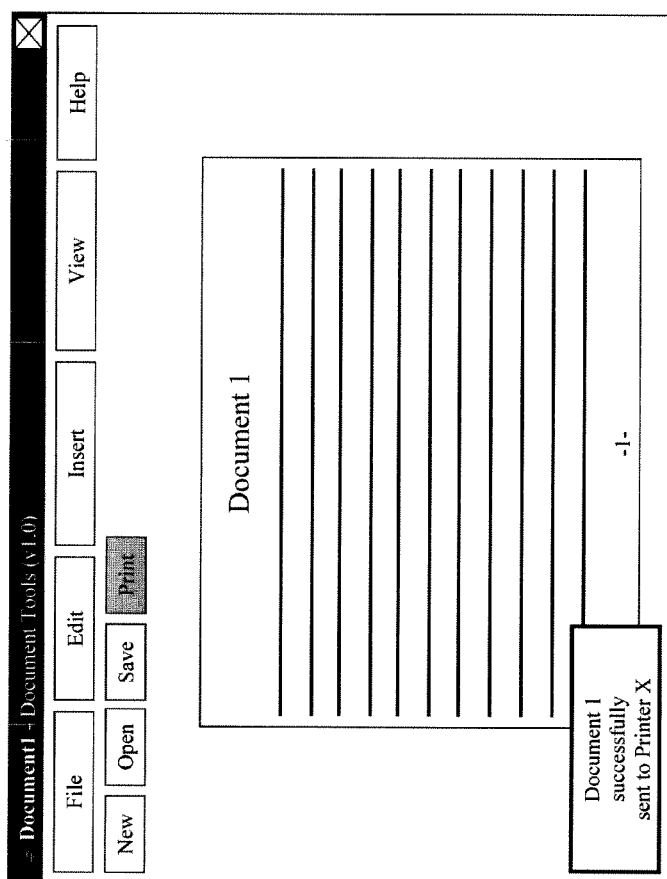 Document1 - Document Tools (v1.0)
File Edit Insert View Help
New Open Save Print
Document 1
-1-
Document 1
successfully
sent to Printer X